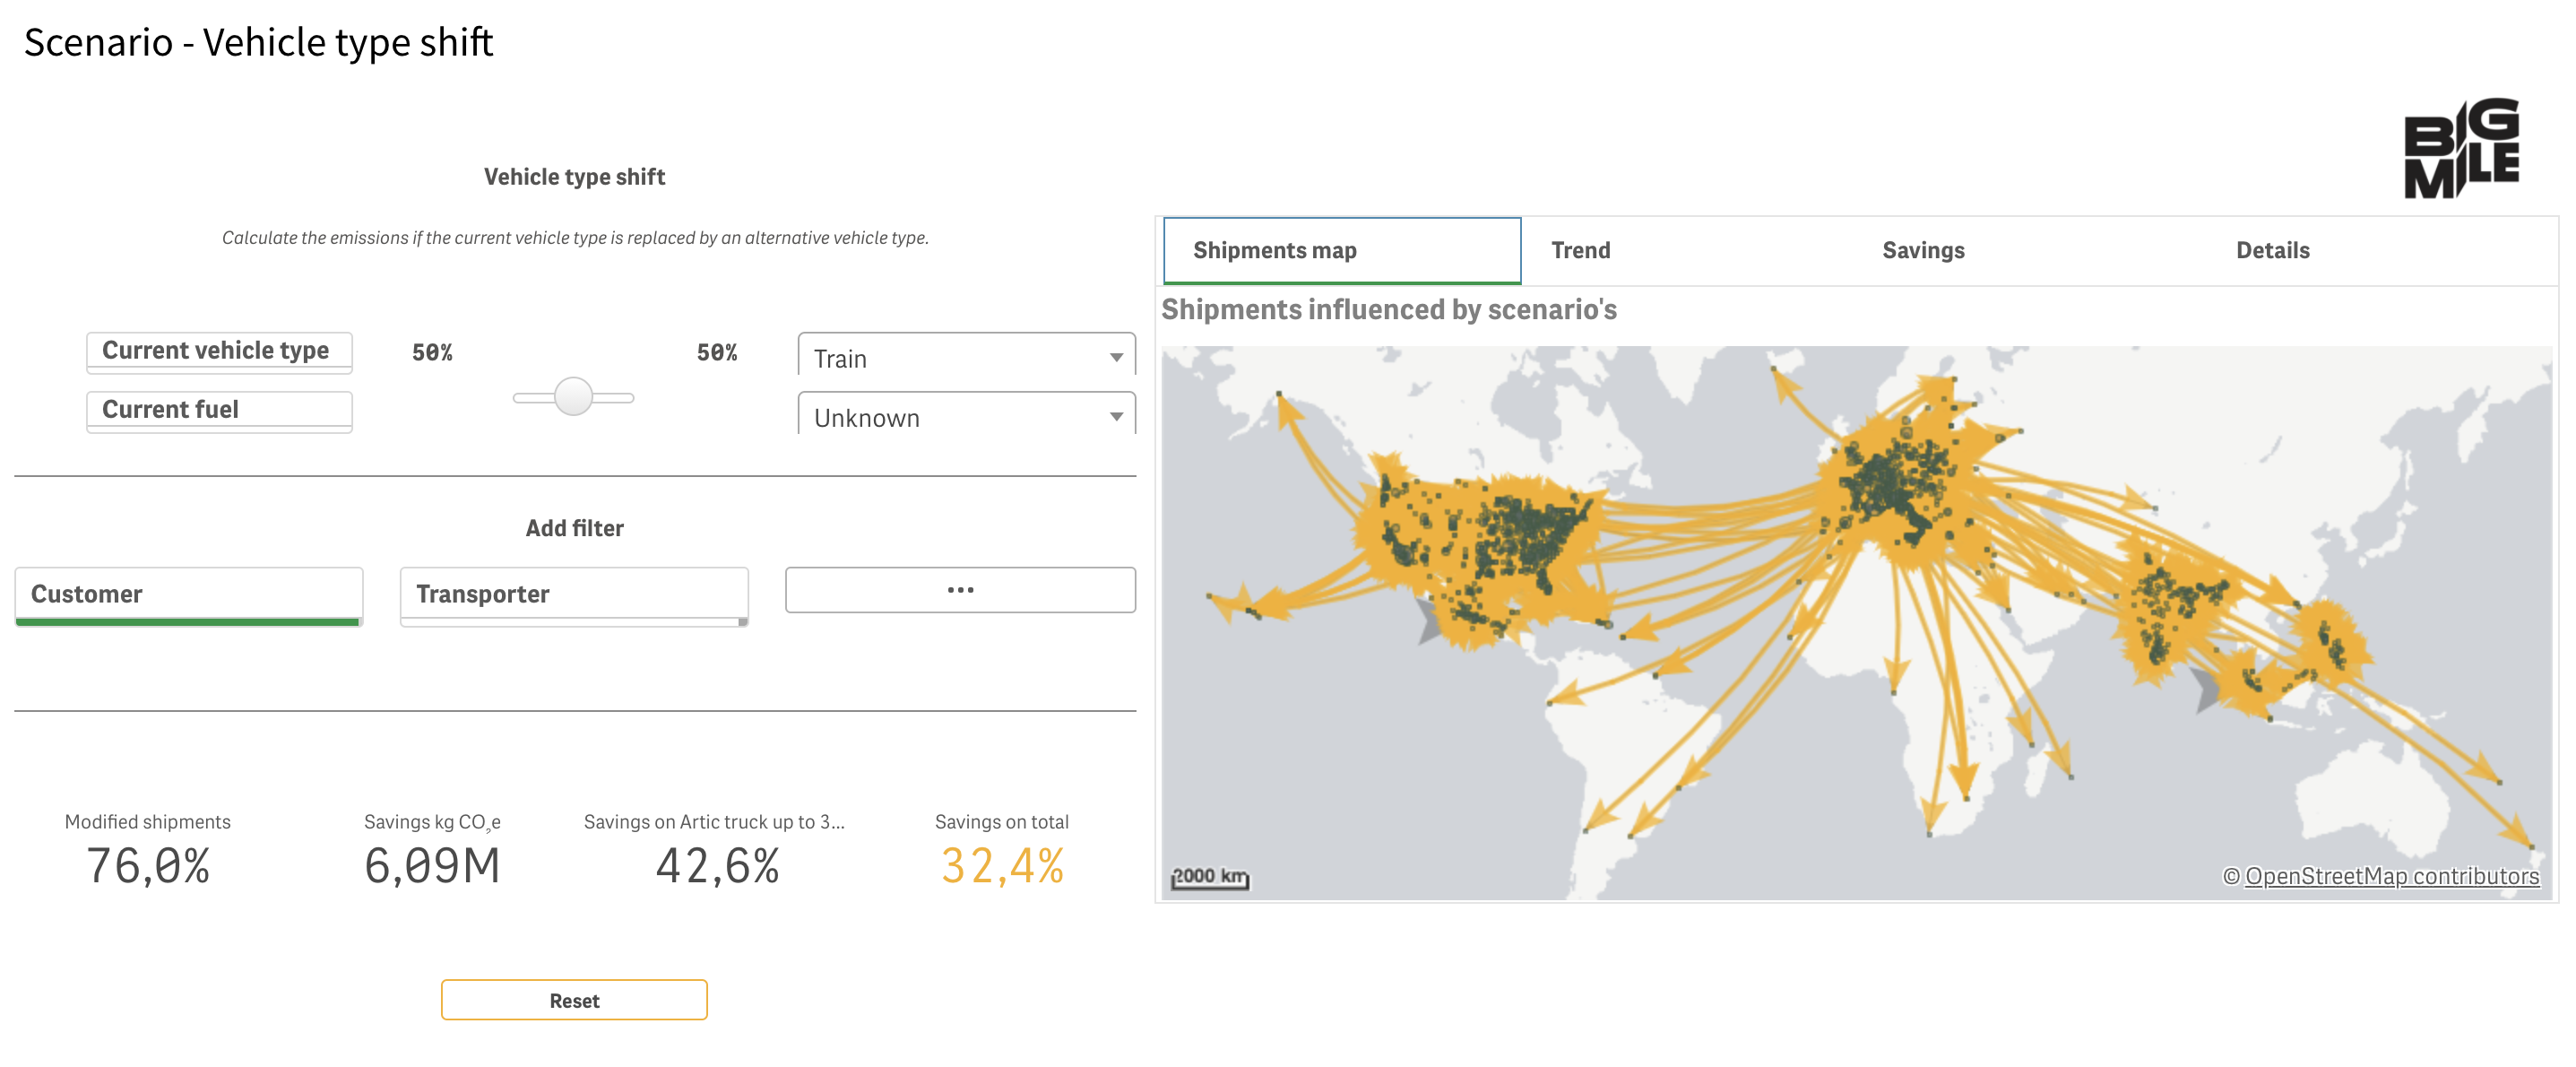 Scenario - Vehicle type shift
BIG
MILE
Vehicle type shift
Calculate the emissions if the current vehicle type is replaced by an alternative vehicle type.
Current vehicle type
50%
50%
Train
Current fuel
Unknown
Add filter
Customer
Transporter
...
Modified shipments
76,0%
Savings kg CO₂e
6,09M
Savings on Artic truck up to 3...
42,6%
Savings on total
32,4%
Reset
Shipments map
Trend
Savings
Details
Shipments influenced by scenario's
2000 km
© OpenStreetMap contributors